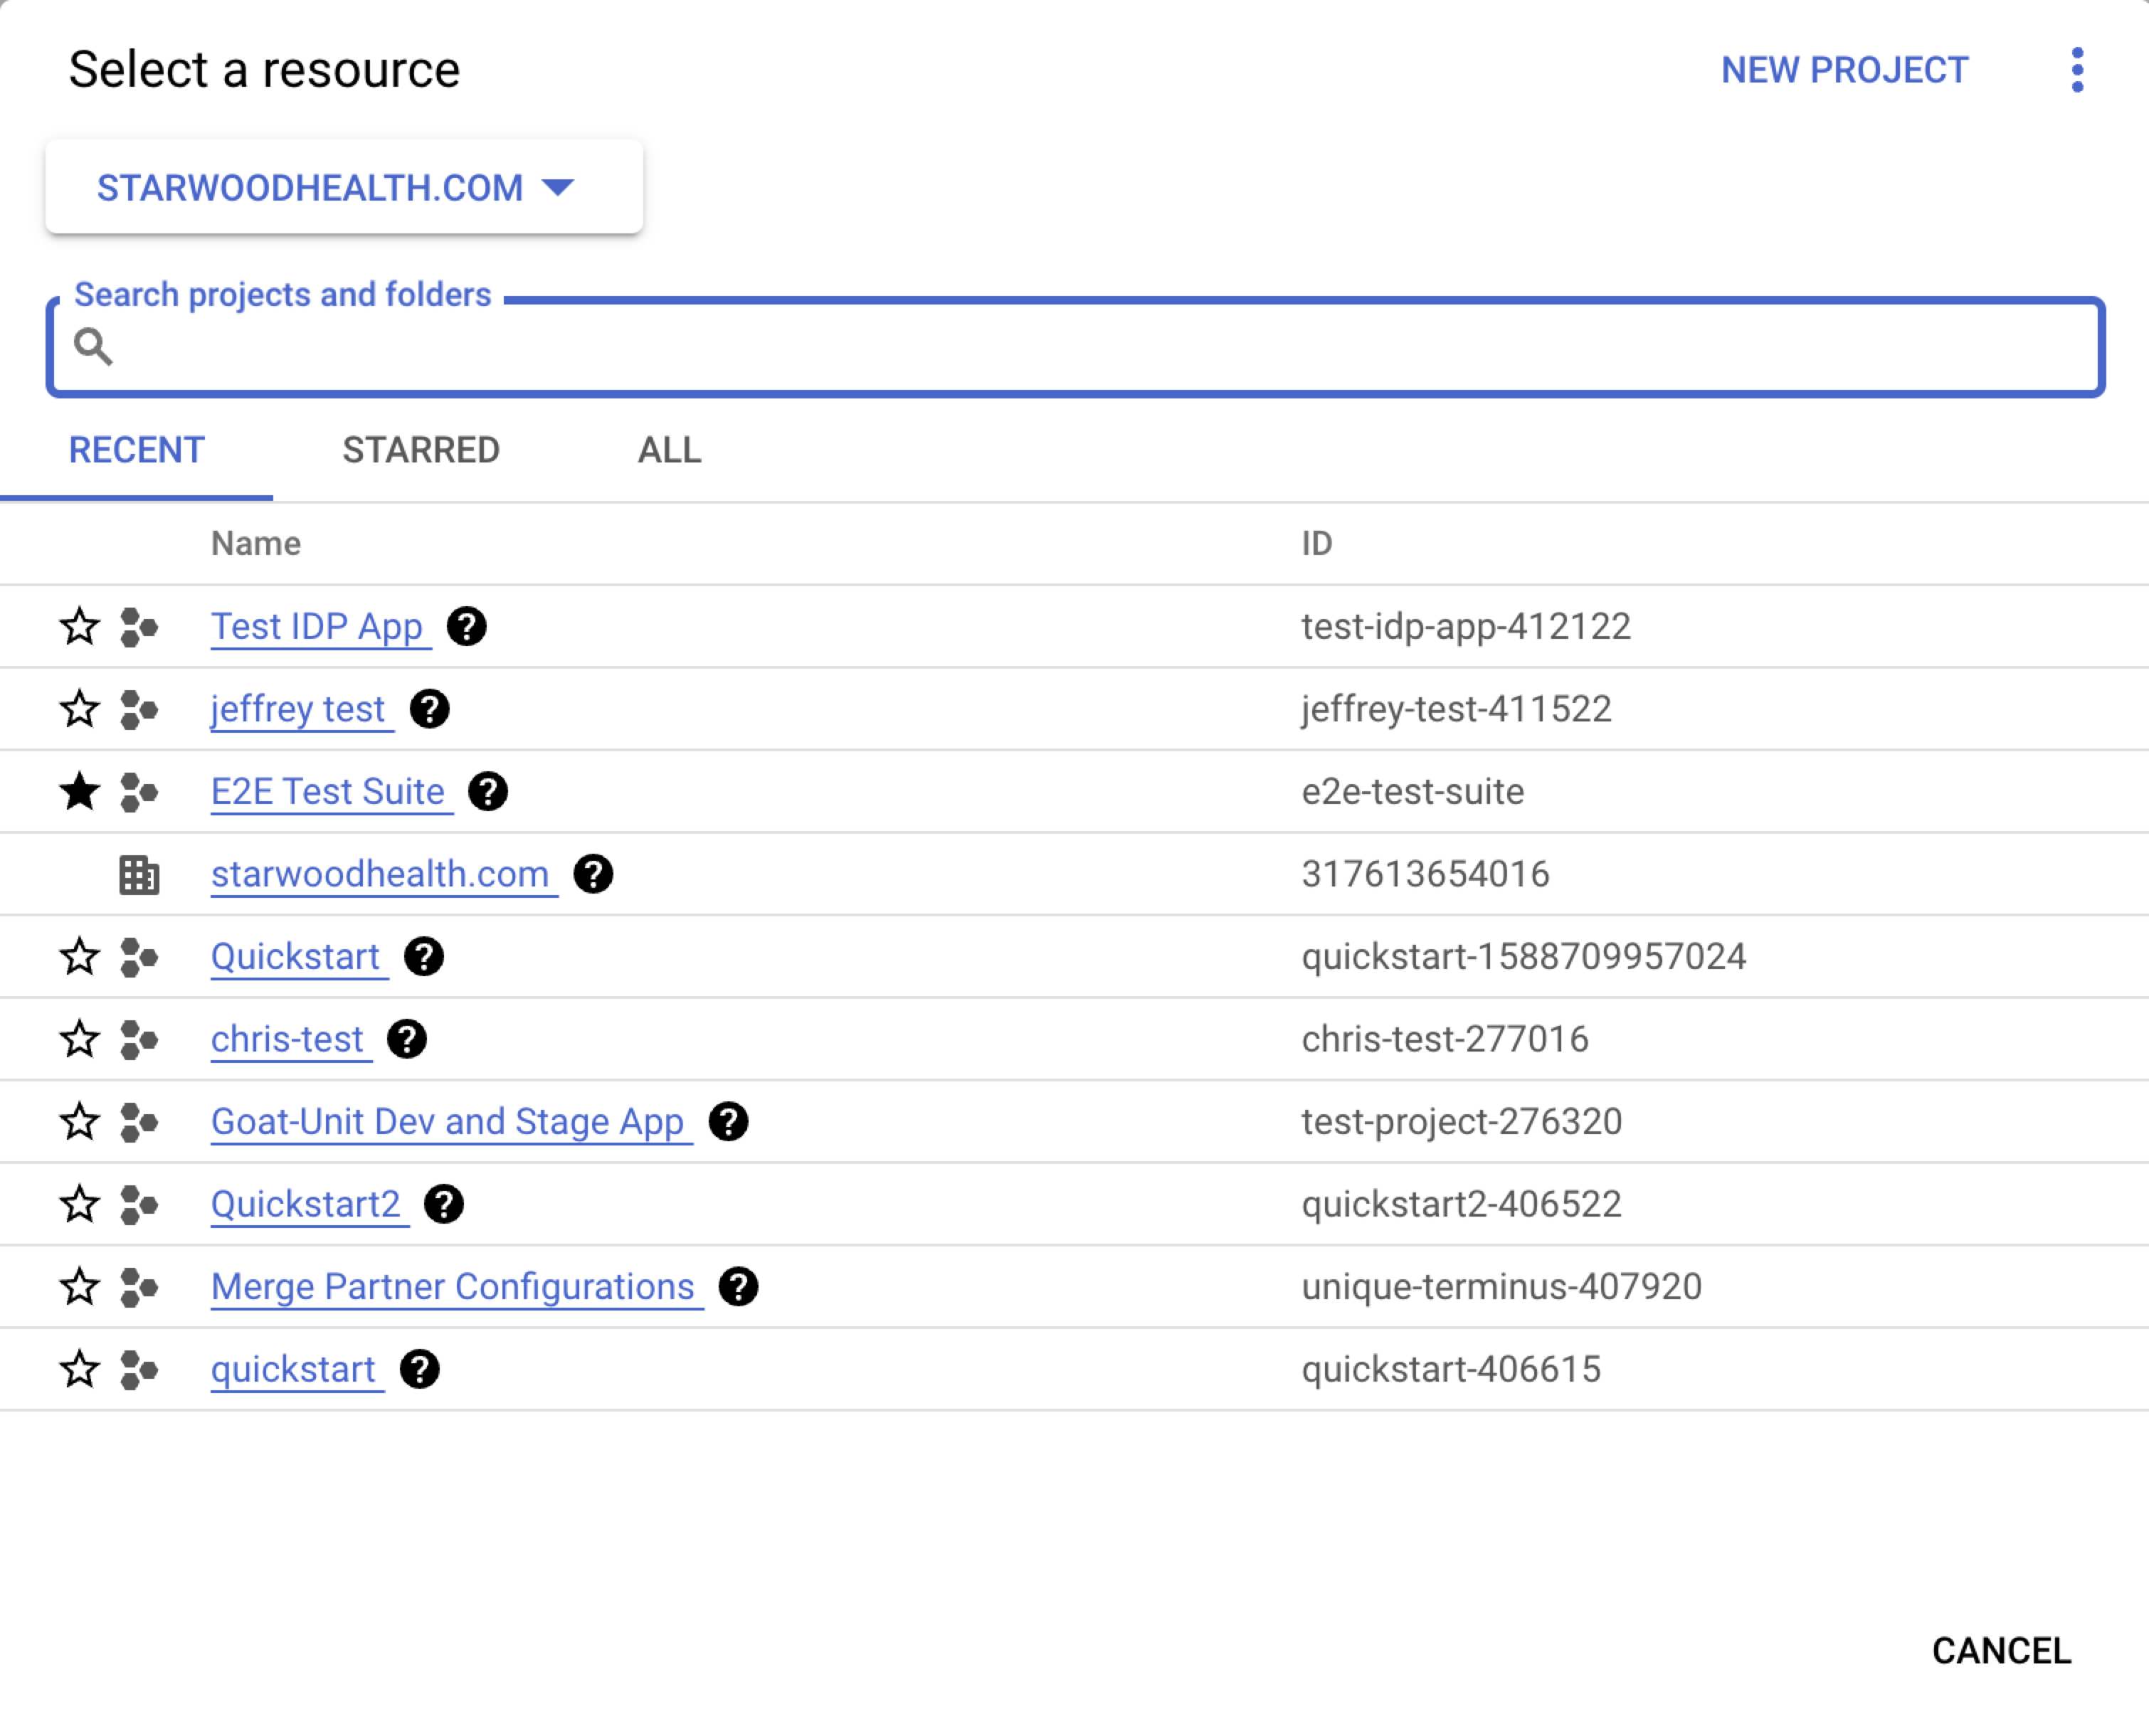 Select a resource NEW PROJECT
STARWOODHEALTH.COM
Search projects and folders
RECENT STARRED ALL
Name ID
Test IDP App ? test-idp-app-412122
jeffrey test ? jeffrey-test-411522
E2E Test Suite ? e2e-test-suite
starwoodhealth.com ? 317613654016
Quickstart ? quickstart-1588709957024
chris-test ? chris-test-277016
Goat-Unit Dev and Stage App ? test-project-276320
Quickstart2 ? quickstart2-406522
Merge Partner Configurations ? unique-terminus-407920
quickstart ? quickstart-406615
CANCEL